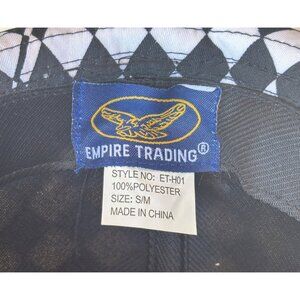 EMPIRE TRADING®
STYLE NO: ET-H01
100%POLYESTER
SIZE: S/M
MADE IN CHINA